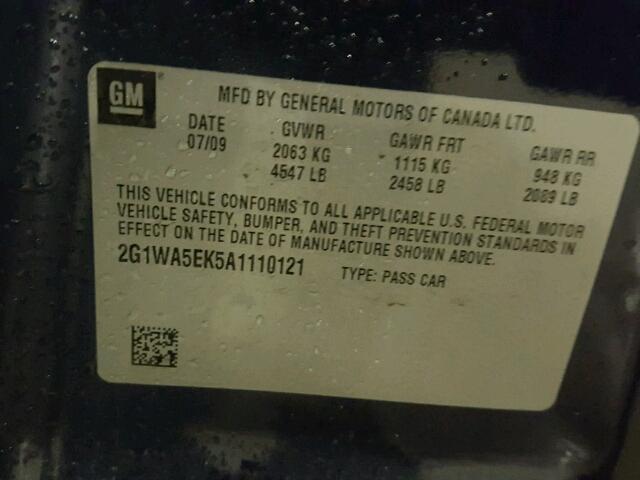 GM
MFD BY GENERAL MOTORS OF CANADA LTD.
DATE GVWR GAWR FRT GAWR RR
07/09 2063 KG 1115 KG 948 KG
4547 LB 2458 LB 2089 LB
THIS VEHICLE CONFORMS TO ALL APPLICABLE U.S. FEDERAL MOTOR
VEHICLE SAFETY, BUMPER, AND THEFT PREVENTION STANDARDS IN
EFFECT ON THE DATE OF MANUFACTURE SHOWN ABOVE.
2G1WA5EK5A1110121 TYPE: PASS CAR